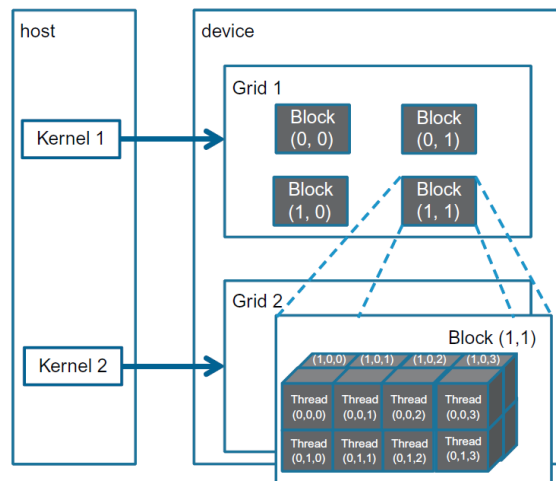 host
device
Grid 1
Kernel 1
Block
(0, 0)
Block
(0, 1)
Block
(1, 0)
Block
(1, 1)
Grid 2
Kernel 2
Block (1,1)
(1,0,0) (1,0,1) (1,0,2) (1,0,3)
Thread
(0,0,0)
Thread
(0,0,1)
Thread
(0,0,2)
Thread
(0,0,3)
Thread
(0,1,0)
Thread
(0,1,1)
Thread
(0,1,2)
Thread
(0,1,3)